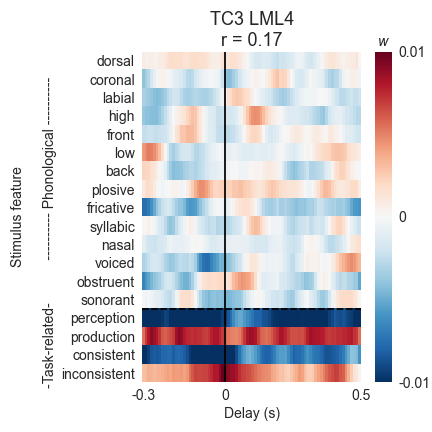 TC3 LML4
r = 0.17
w
dorsal
coronal
labial
high
front
low
back
plosive
fricative
syllabic
nasal
voiced
obstruent
sonorant
perception
production
consistent
inconsistent
Stimulus feature
-Task-related- ---------- Phonological ----------
0.01
0
-0.01
-0.3 0 0.5
Delay (s)